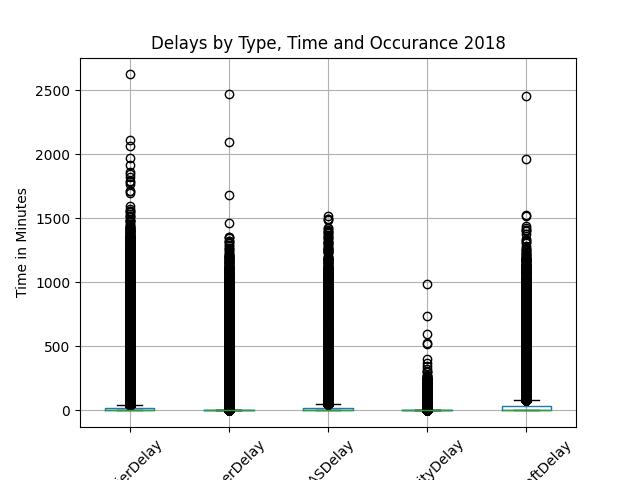 Delays by Type, Time and Occurance 2018
Time in Minutes
2500
2000
1500
1000
500
0
ierDelay
erDelay
ASDelay
ityDelay
ftDelay